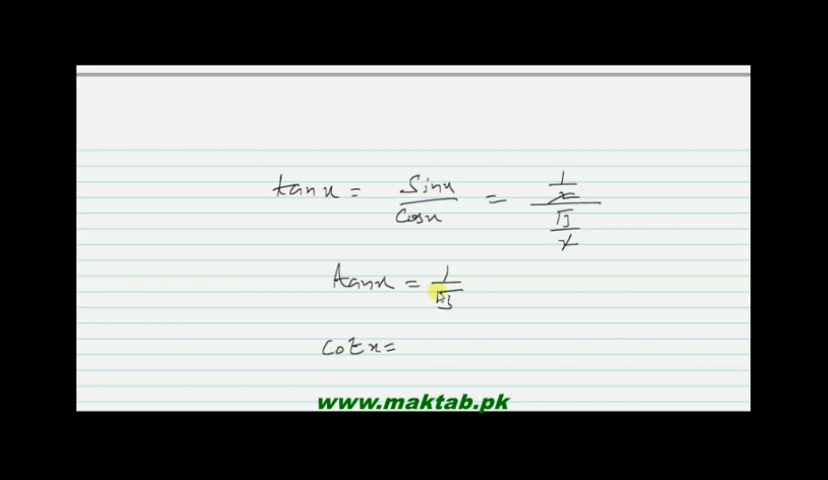 tan x = sin x / cos x = (1/2) / (√3/2)
tan x = 1/√3
cot x =
www.maktab.pk